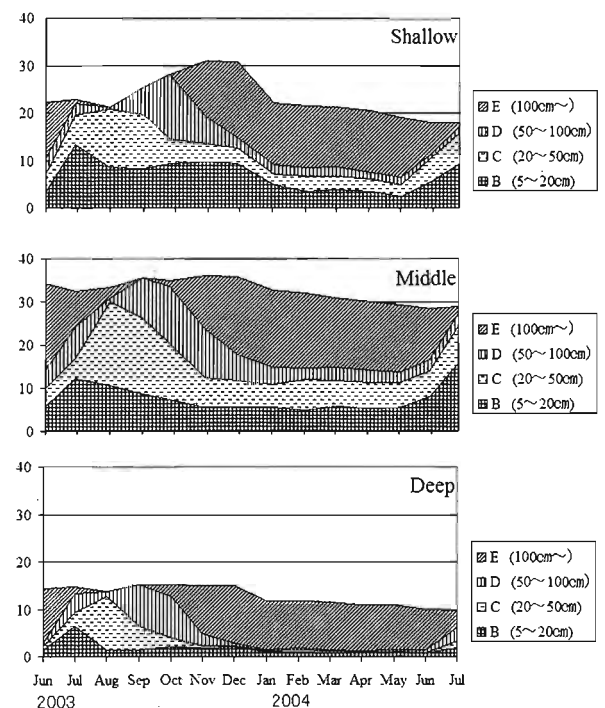 40
Shallow
30
20
10
0
E (100cm～)
D (50～100cm)
C (20～50cm)
B (5～20cm)
40
Middle
30
20
10
0
E (100cm～)
D (50～100cm)
C (20～50cm)
B (5～20cm)
40
Deep
30
20
10
0
E (100cm～)
D (50～100cm)
C (20～50cm)
B (5～20cm)
Jun Jul Aug Sep Oct Nov Dec Jan Feb Mar Apr May Jun Jul
2003 2004